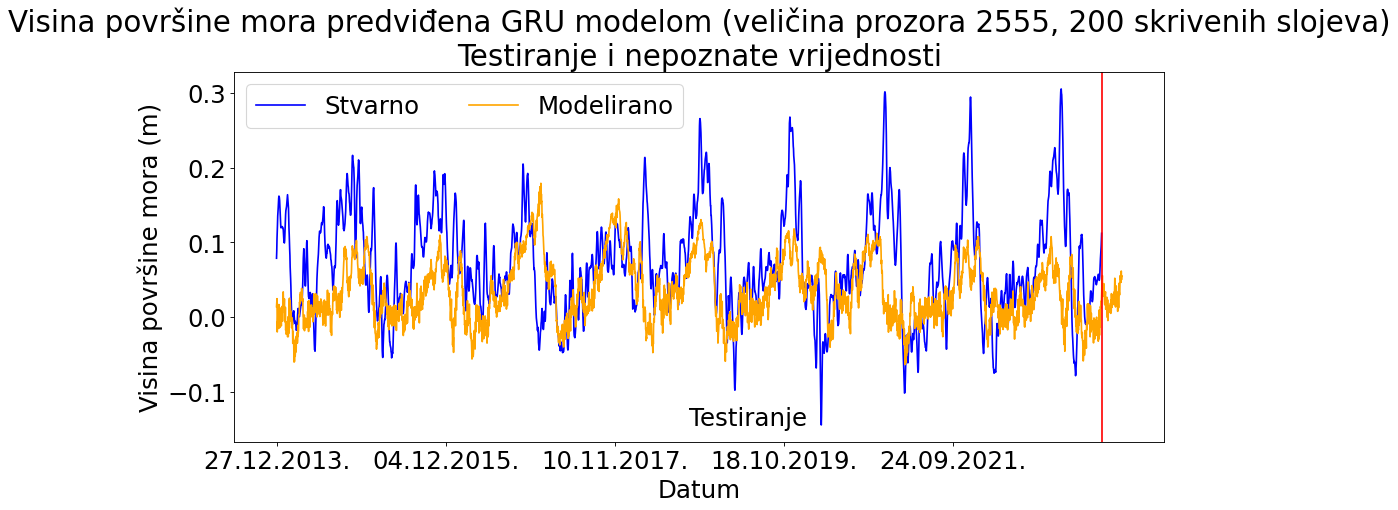 Visina površine mora predviđena GRU modelom (veličina prozora 2555, 200 skrivenih slojeva)
Testiranje i nepoznate vrijednosti
Stvarno
Modelirano
0.3
0.2
0.1
0.0
−0.1
Visina površine mora (m)
Testiranje
27.12.2013.
04.12.2015.
10.11.2017.
18.10.2019.
24.09.2021.
Datum